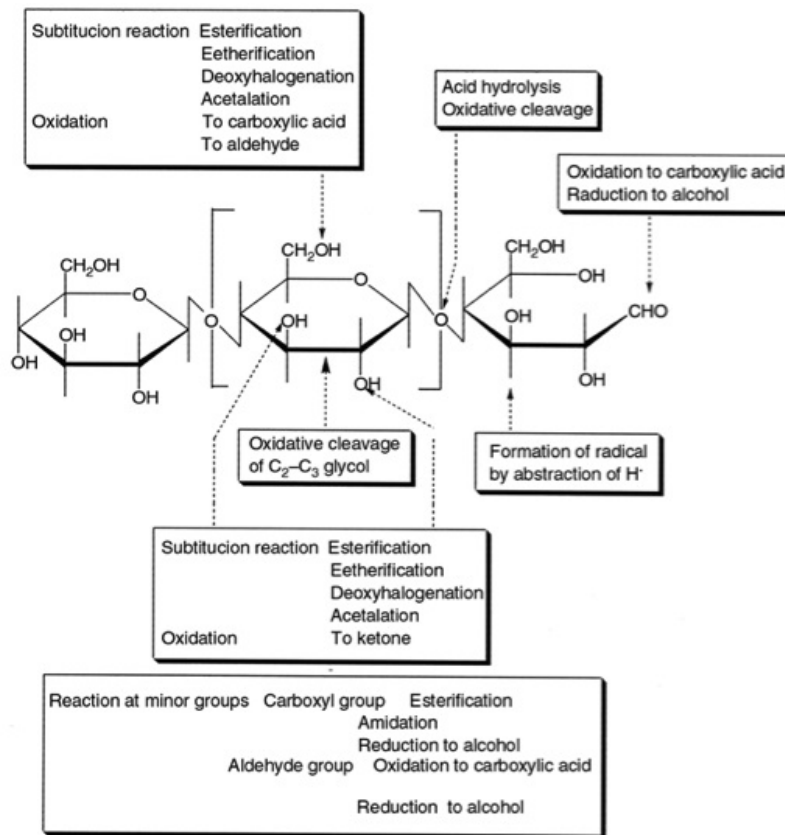 Subtitucion reaction Esterification
Eetherification
Deoxyhalogenation
Acetalation
Oxidation To carboxylic acid
To aldehyde
Acid hydrolysis
Oxidative cleavage
Oxidation to carboxylic acid
Raduction to alcohol
CH2OH
O
OH
OH
OH
O
CH2OH
O
OH
OH
O
CH2OH
OH
OH
CHO
OH
Oxidative cleavage
of C2–C3 glycol
Formation of radical
by abstraction of H·
Subtitucion reaction Esterification
Eetherification
Deoxyhalogenation
Acetalation
Oxidation To ketone
Reaction at minor groups Carboxyl group Esterification
Amidation
Reduction to alcohol
Aldehyde group Oxidation to carboxylic acid
Reduction to alcohol